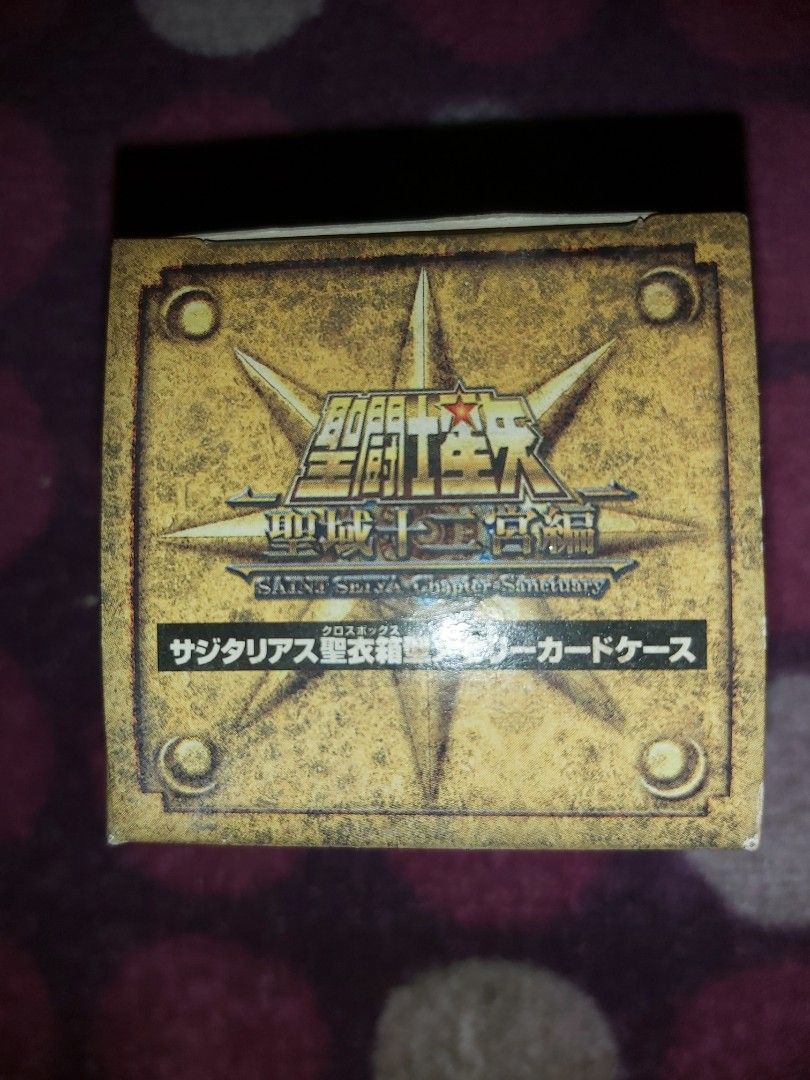 聖闘士星矢
聖域十二宮編
SAINT SEIYA Chapter Sanctuary
クロスボックス
サジタリアス聖衣箱型 リーカードケース